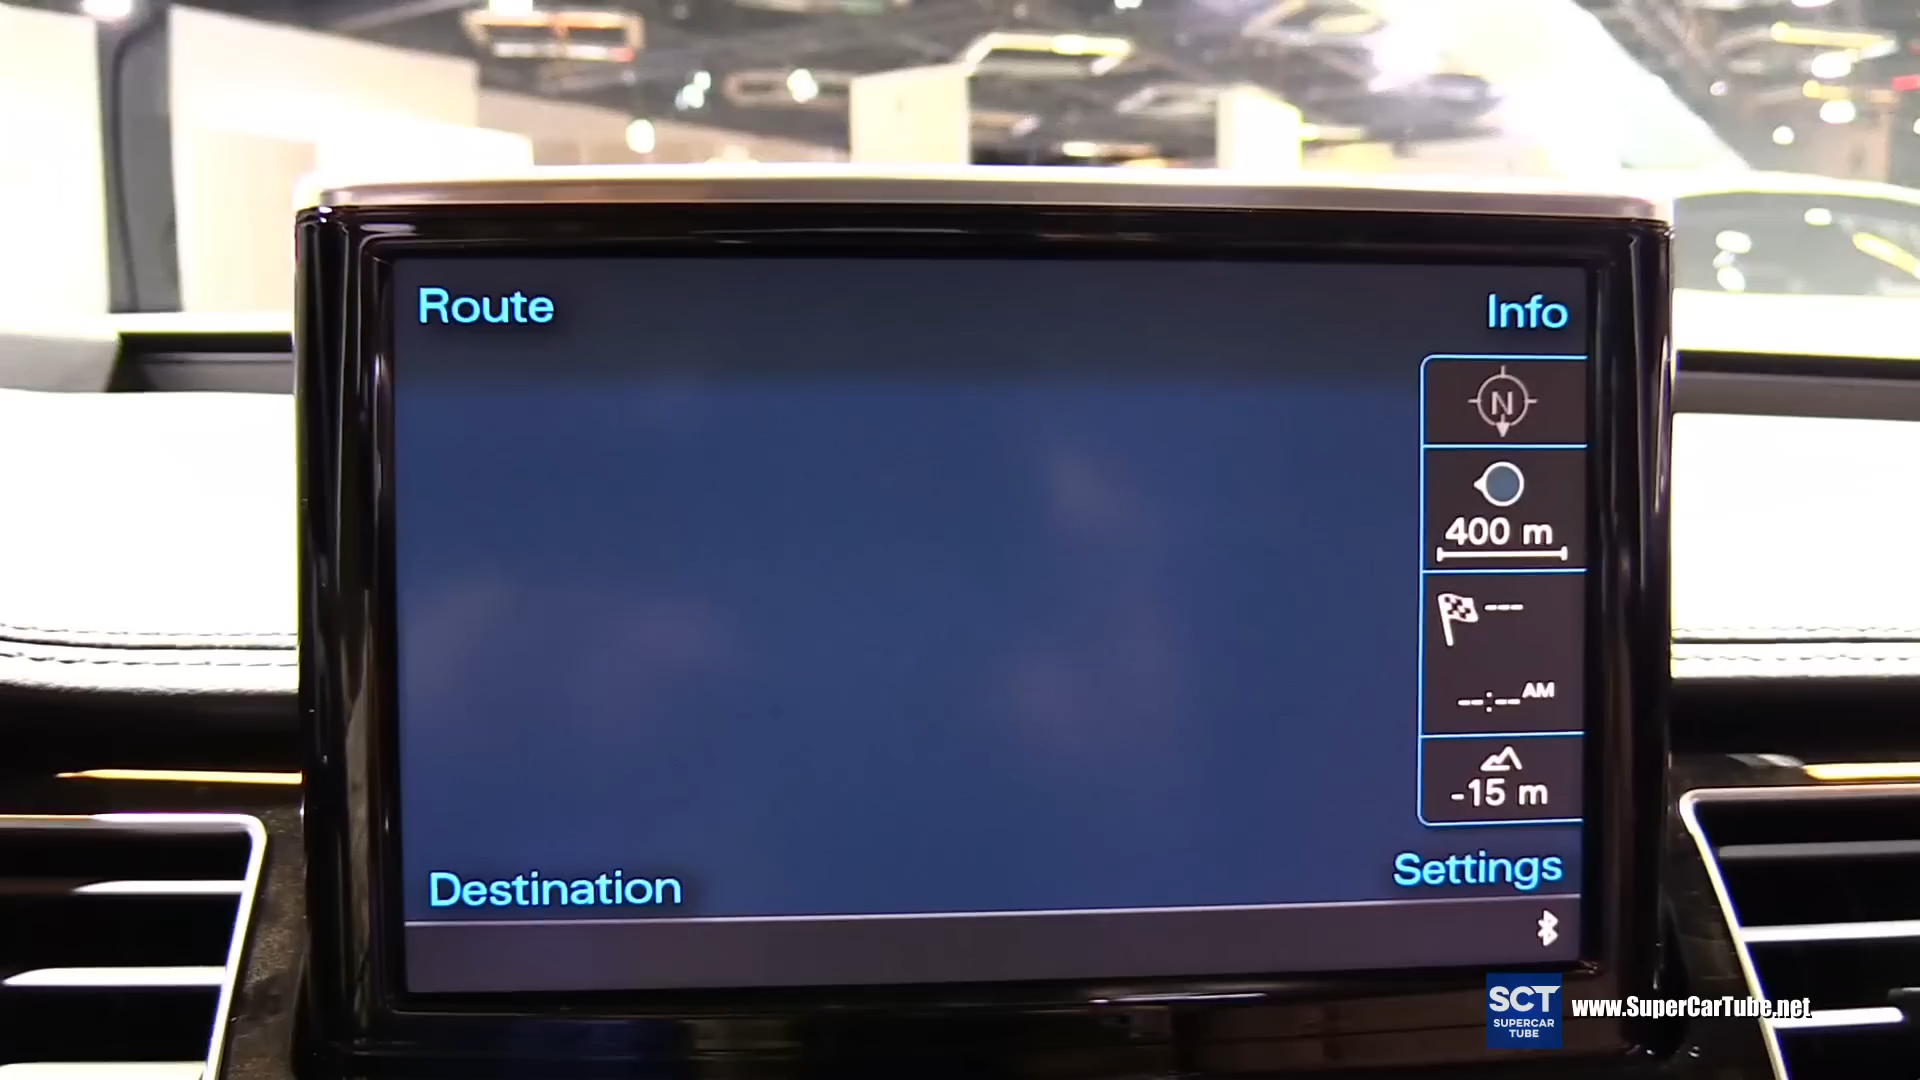 Route
Info
N
400 m
---
--:-- AM
-15 m
Destination
Settings
SCT
SUPERCAR
TUBE
www.SuperCarTube.net